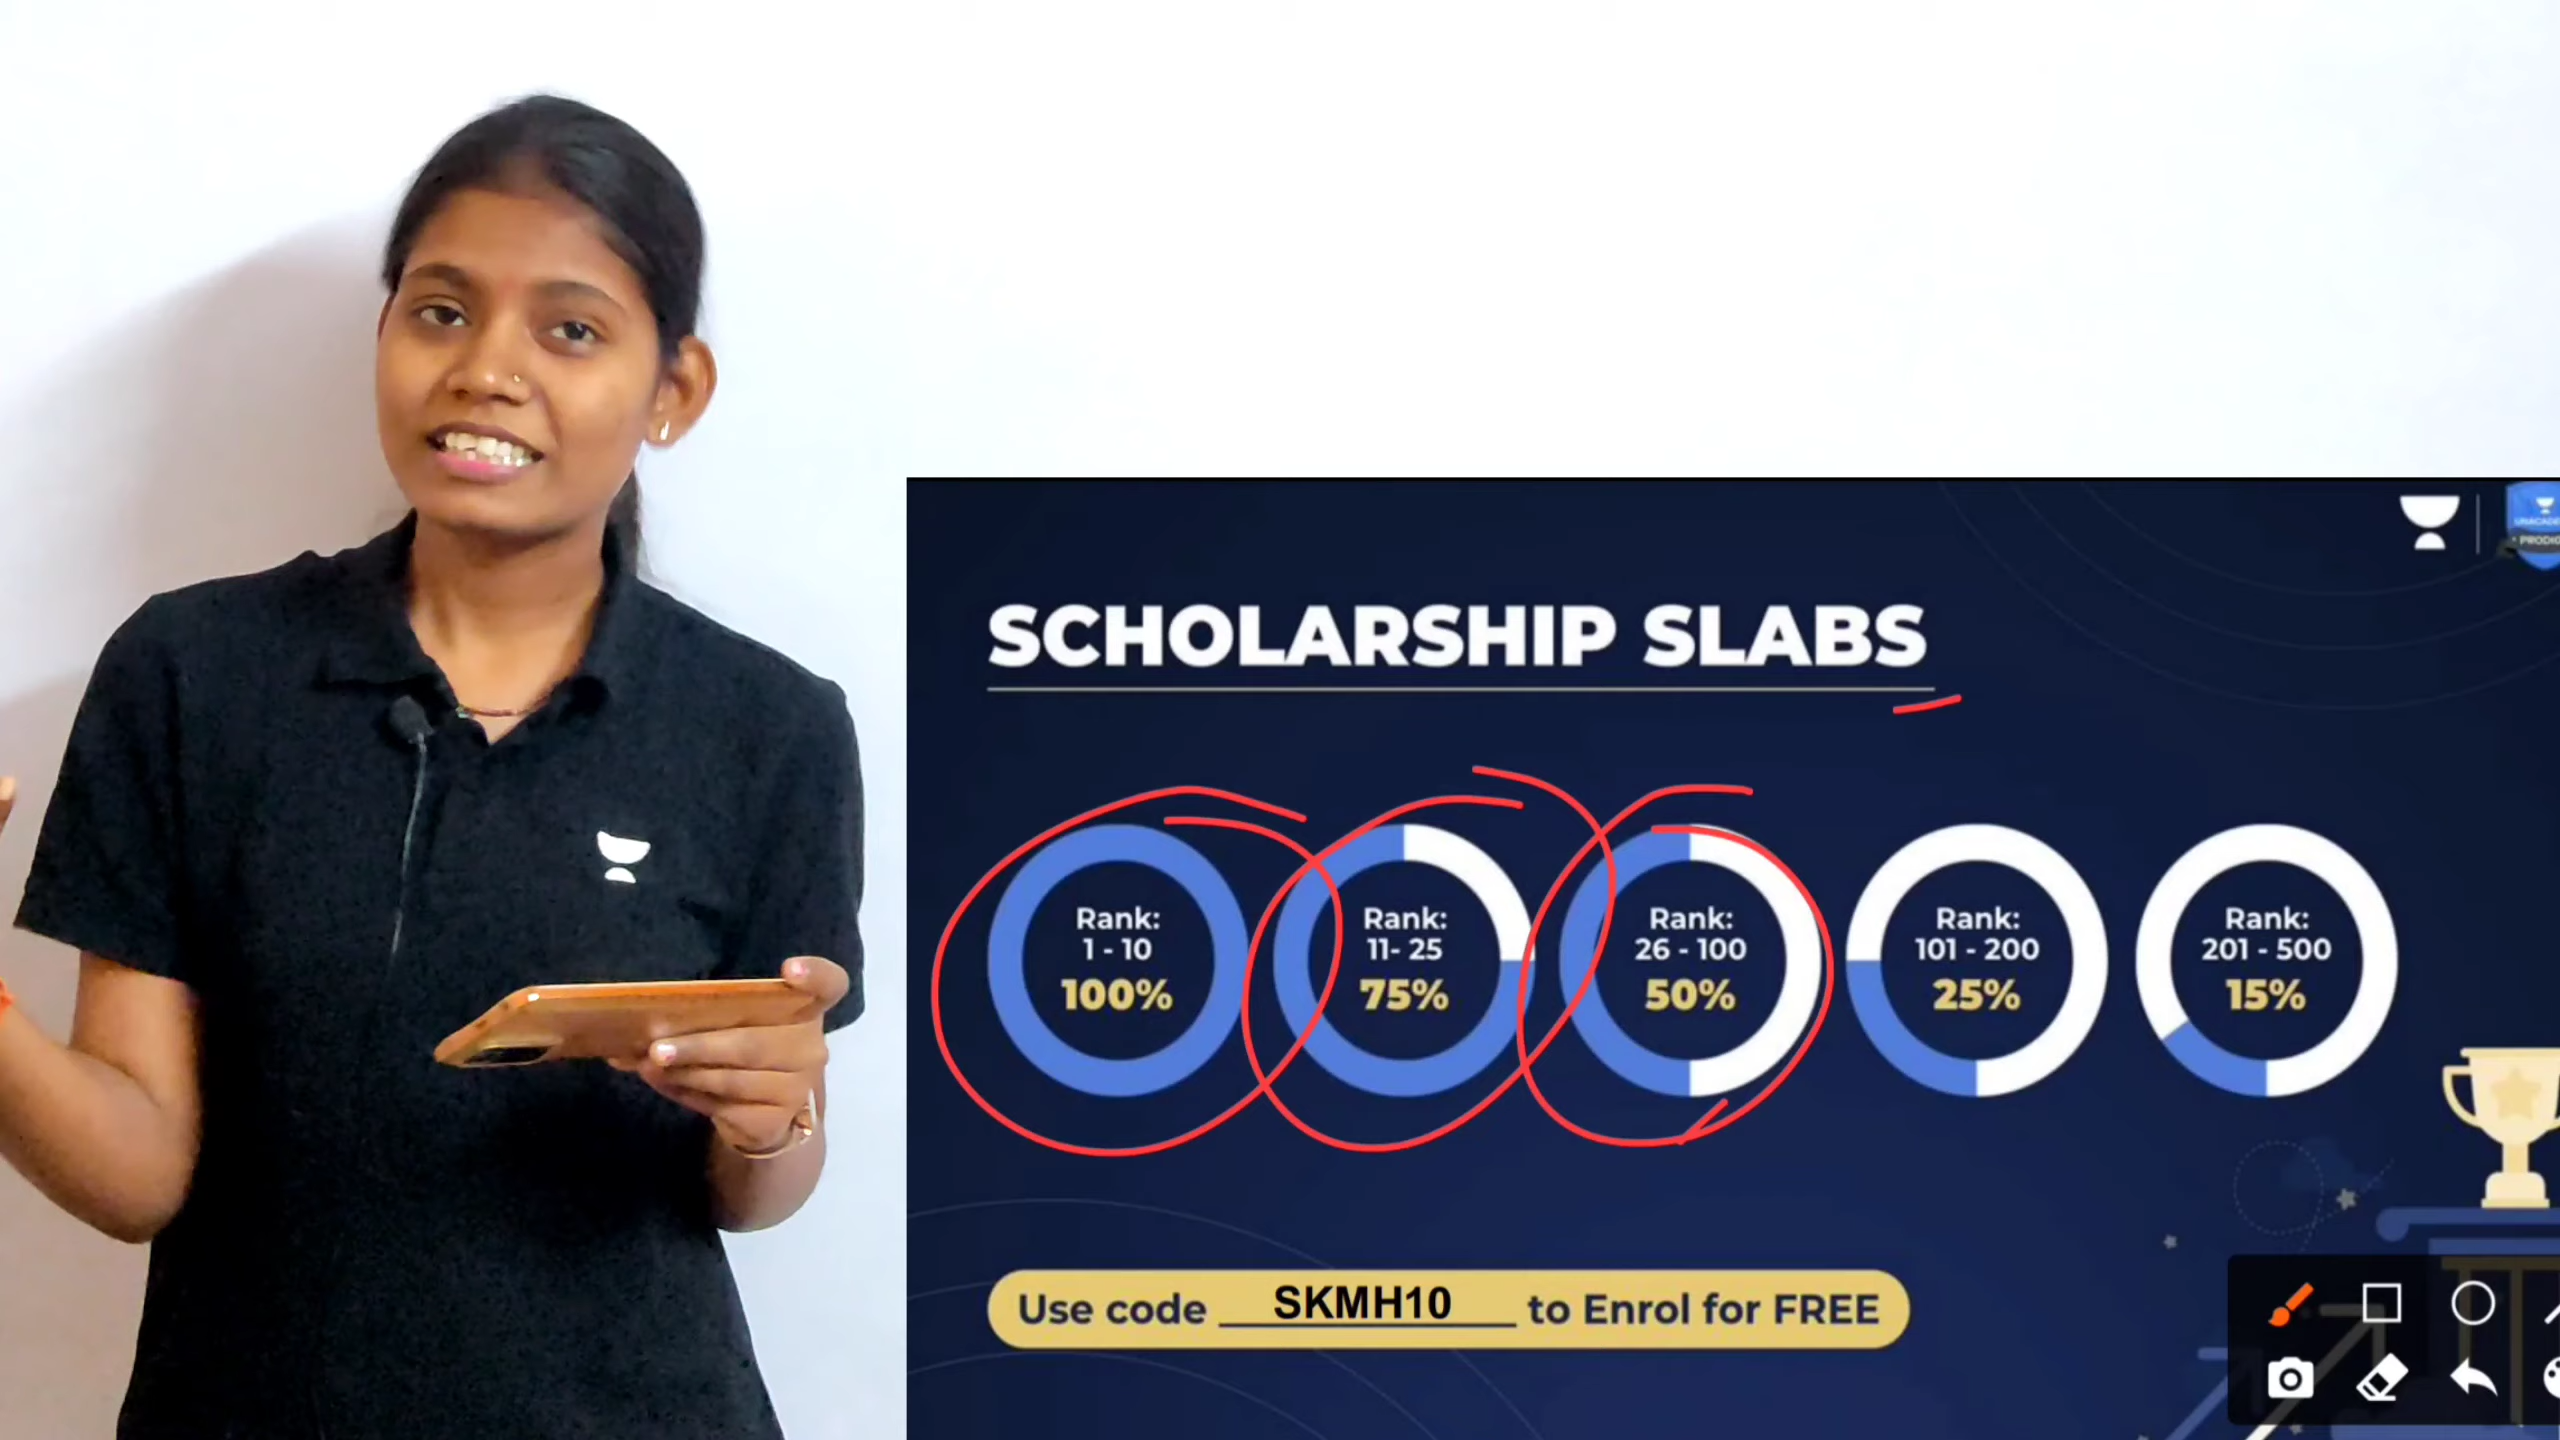 SCHOLARSHIP SLABS
Rank:
1 - 10
100%
Rank:
11- 25
75%
Rank:
26 - 100
50%
Rank:
101 - 200
25%
Rank:
201 - 500
15%
Use code SKMH10 to Enrol for FREE